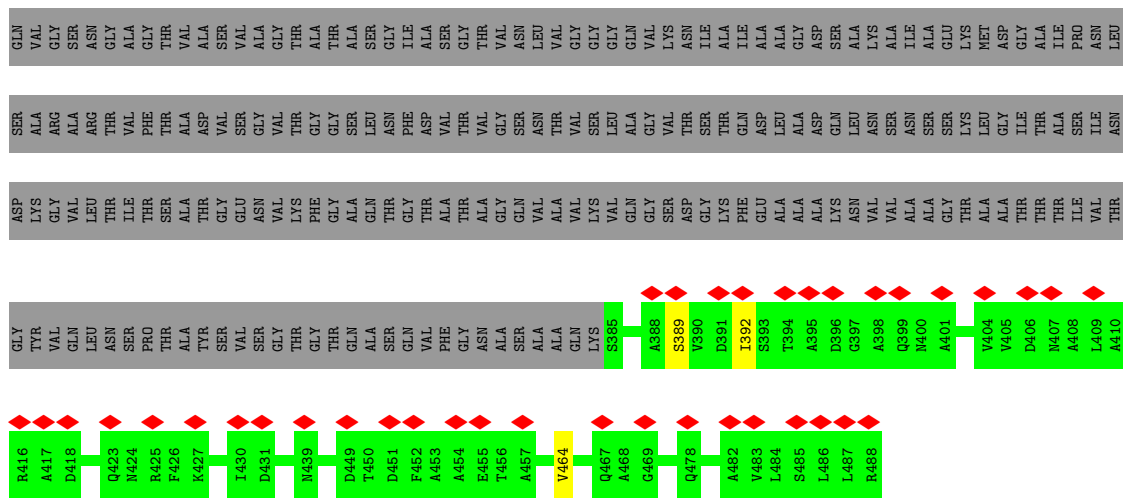 GLN VAL GLY SER ASN GLY ALA GLY THR VAL ALA SER VAL ALA GLY THR ALA THR ALA SER GLY ILE ALA SER GLY THR VAL ASN LEU VAL GLY GLY GLY GLN VAL LYS ASN ILE ALA ILE ALA ALA GLY ASP SER ALA LYS ALA ILE ALA GLU LYS MET ASP GLY ALA ILE PRO ASN LEU
SER ALA ARG ALA ARG THR VAL PHE THR ALA ASP VAL SER GLY VAL THR GLY GLY SER LEU ASN PHE ASP VAL THR VAL GLY SER ASN THR VAL SER LEU ALA GLY VAL THR SER THR GLN ASP LEU ALA ASP GLN LEU ASN SER ASN SER SER LYS LEU GLY ILE THR ALA SER ILE ASN
ASP LYS GLY VAL LEU THR ILE THR SER ALA THR GLY GLU ASN VAL LYS PHE GLY ALA GLN THR GLY THR ALA THR ALA GLY GLN VAL ALA VAL LYS VAL GLN GLY SER ASP GLY LYS PHE GLU ALA ALA ALA LYS ASN VAL VAL ALA ALA GLY THR ALA ALA THR THR THR ILE VAL THR
GLY TYR VAL GLN LEU ASN SER PRO THR ALA TYR SER VAL SER GLY THR GLY THR GLN ALA SER GLN VAL PHE GLY ASN ALA SER ALA ALA GLN LYS S385 A388 S389 V390 D391 I392 S393 T394 A395 D396 G397 A398 Q399 N400 A401 V404 V405 D406 N407 A408 L409 A410
R416 A417 D418 Q423 N424 R425 F426 K427 I430 D431 N439 D449 T450 D451 F452 A453 A454 E455 T456 A457 V464 Q467 A468 G469 Q478 A482 V483 L484 S485 L486 L487 R488